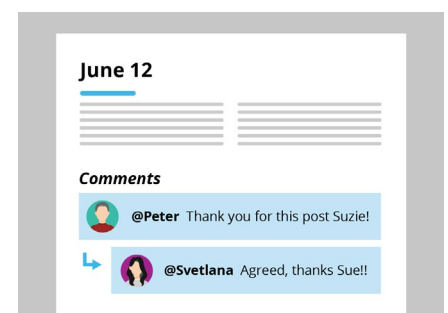 June 12
Comments
@Peter Thank you for this post Suzie!
@Svetlana Agreed, thanks Sue!!